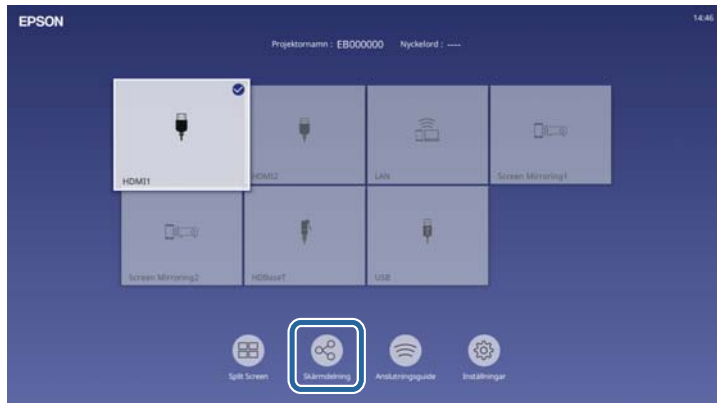 EPSON
14:46
Projektornamn : EB000000 Nyckelord : ----
HDMI1
HDMI2
LAN
Screen Mirroring1
Screen Mirroring2
HDBaseT
USB
Split Screen
Skärmdelning
Anslutningsguide
Inställningar